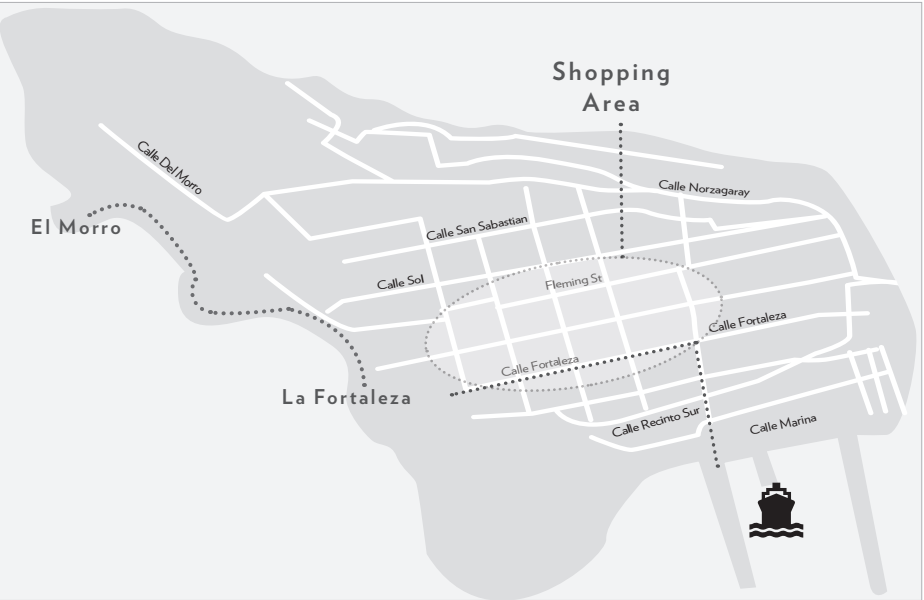 Shopping
Area
Calle Del Morro
Calle Norzagaray
El Morro
Calle San Sabastian
Calle Sol
Fleming St
Calle Fortaleza
Calle Fortaleza
La Fortaleza
Calle Recinto Sur
Calle Marina